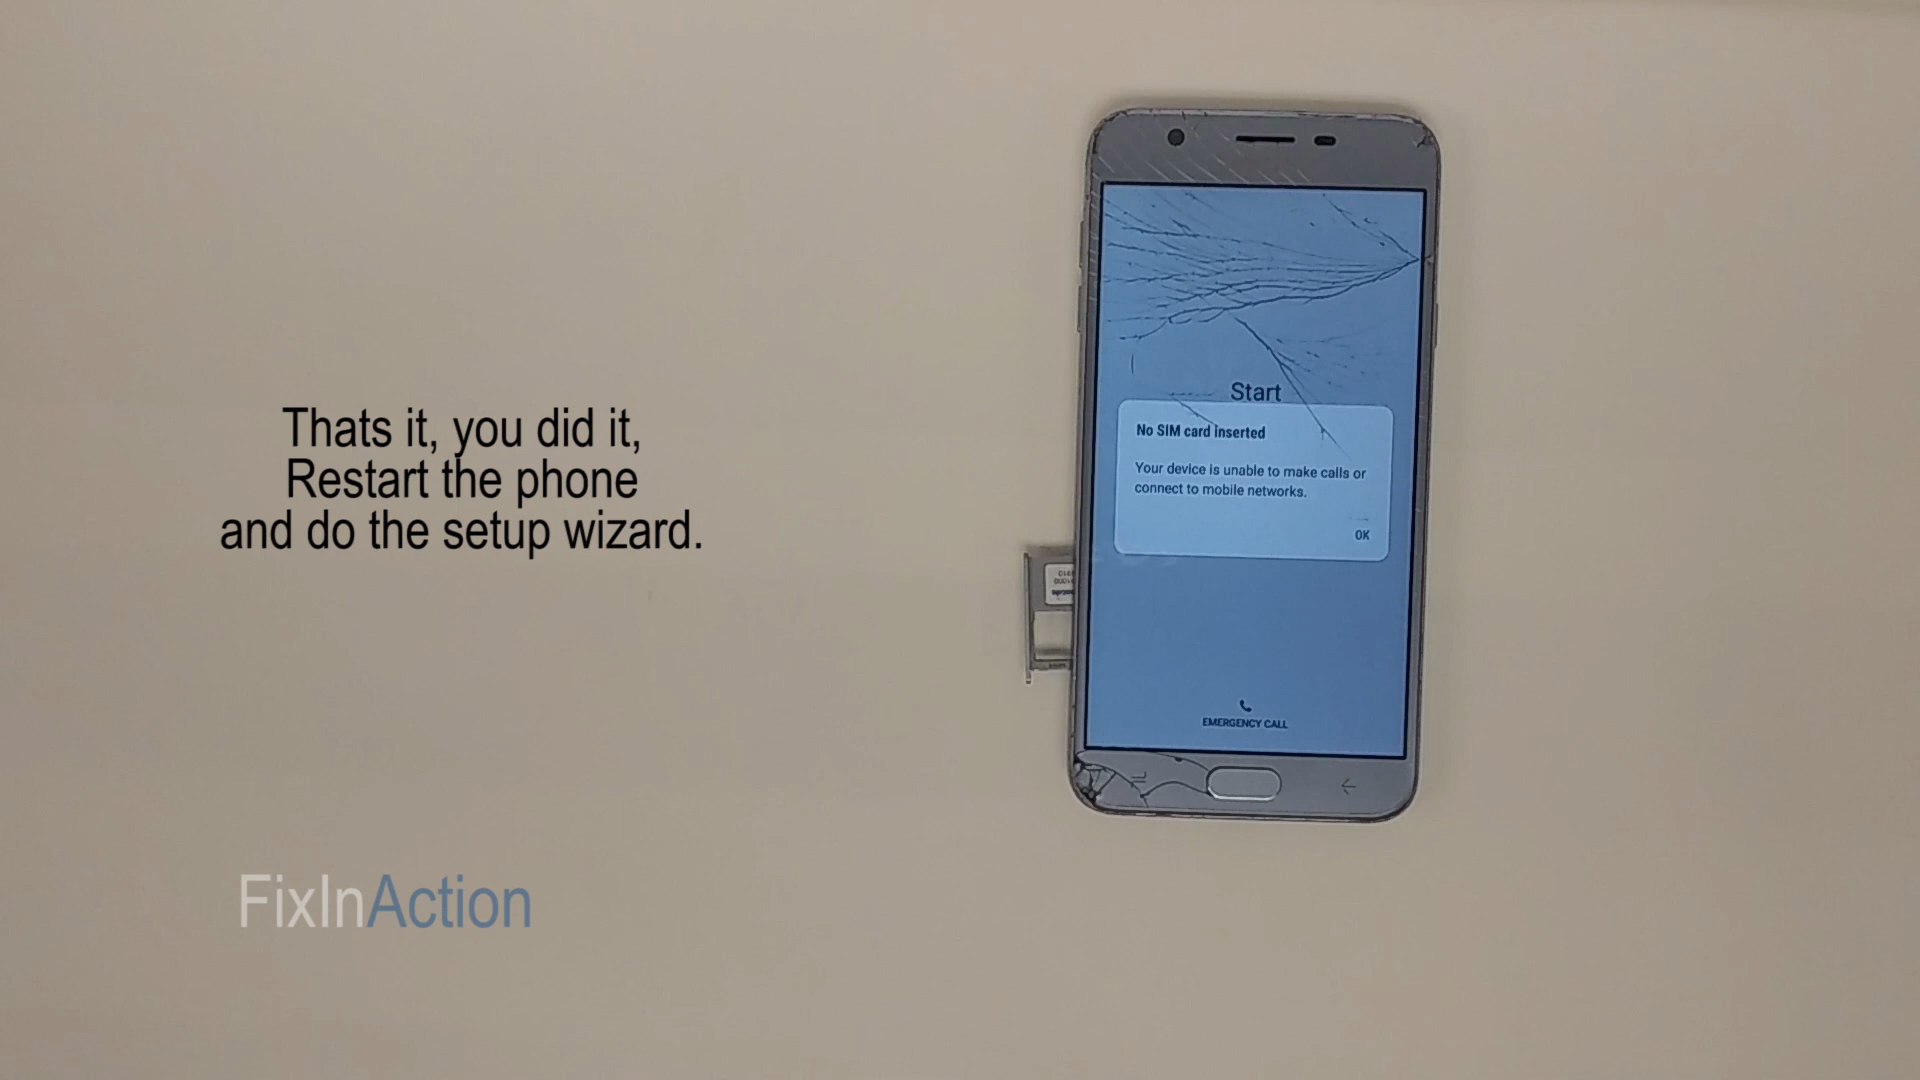 Thats it, you did it,
Restart the phone
and do the setup wizard.
FixInAction
Start
No SIM card inserted
Your device is unable to make calls or
connect to mobile networks.
OK
EMERGENCY CALL